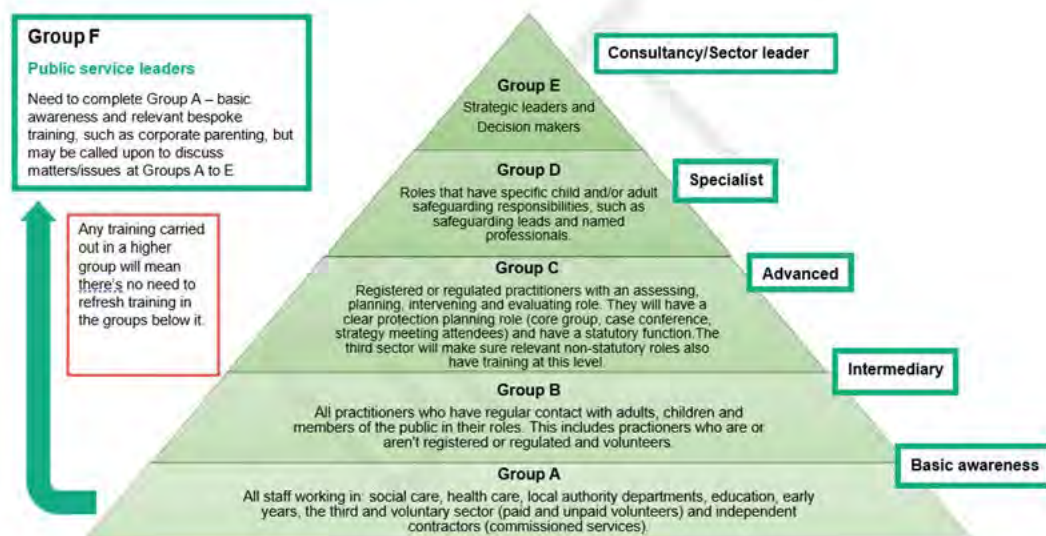 Group F
Public service leaders
Need to complete Group A – basic
awareness and relevant bespoke
training, such as corporate parenting, but
may be called upon to discuss
matters/issues at Groups A to E
Any training carried
out in a higher
group will mean
there's no need to
refresh training in
the groups below it.
Consultancy/Sector leader
Group E
Strategic leaders and
Decision makers
Specialist
Group D
Roles that have specific child and/or adult
safeguarding responsibilities, such as
safeguarding leads and named
professionals.
Advanced
Group C
Registered or regulated practitioners with an assessing,
planning, intervening and evaluating role. They will have a
clear protection planning role (core group, case conference,
strategy meeting attendees) and have a statutory function.The
third sector will make sure relevant non-statutory roles also
have training at this level.
Intermediary
Group B
All practitioners who have regular contact with adults, children and
members of the public in their roles. This includes practioners who are or
aren't registered or regulated and volunteers.
Basic awareness
Group A
All staff working in: social care, health care, local authority departments, education, early
years, the third and voluntary sector (paid and unpaid volunteers) and independent
contractors (commissioned services).